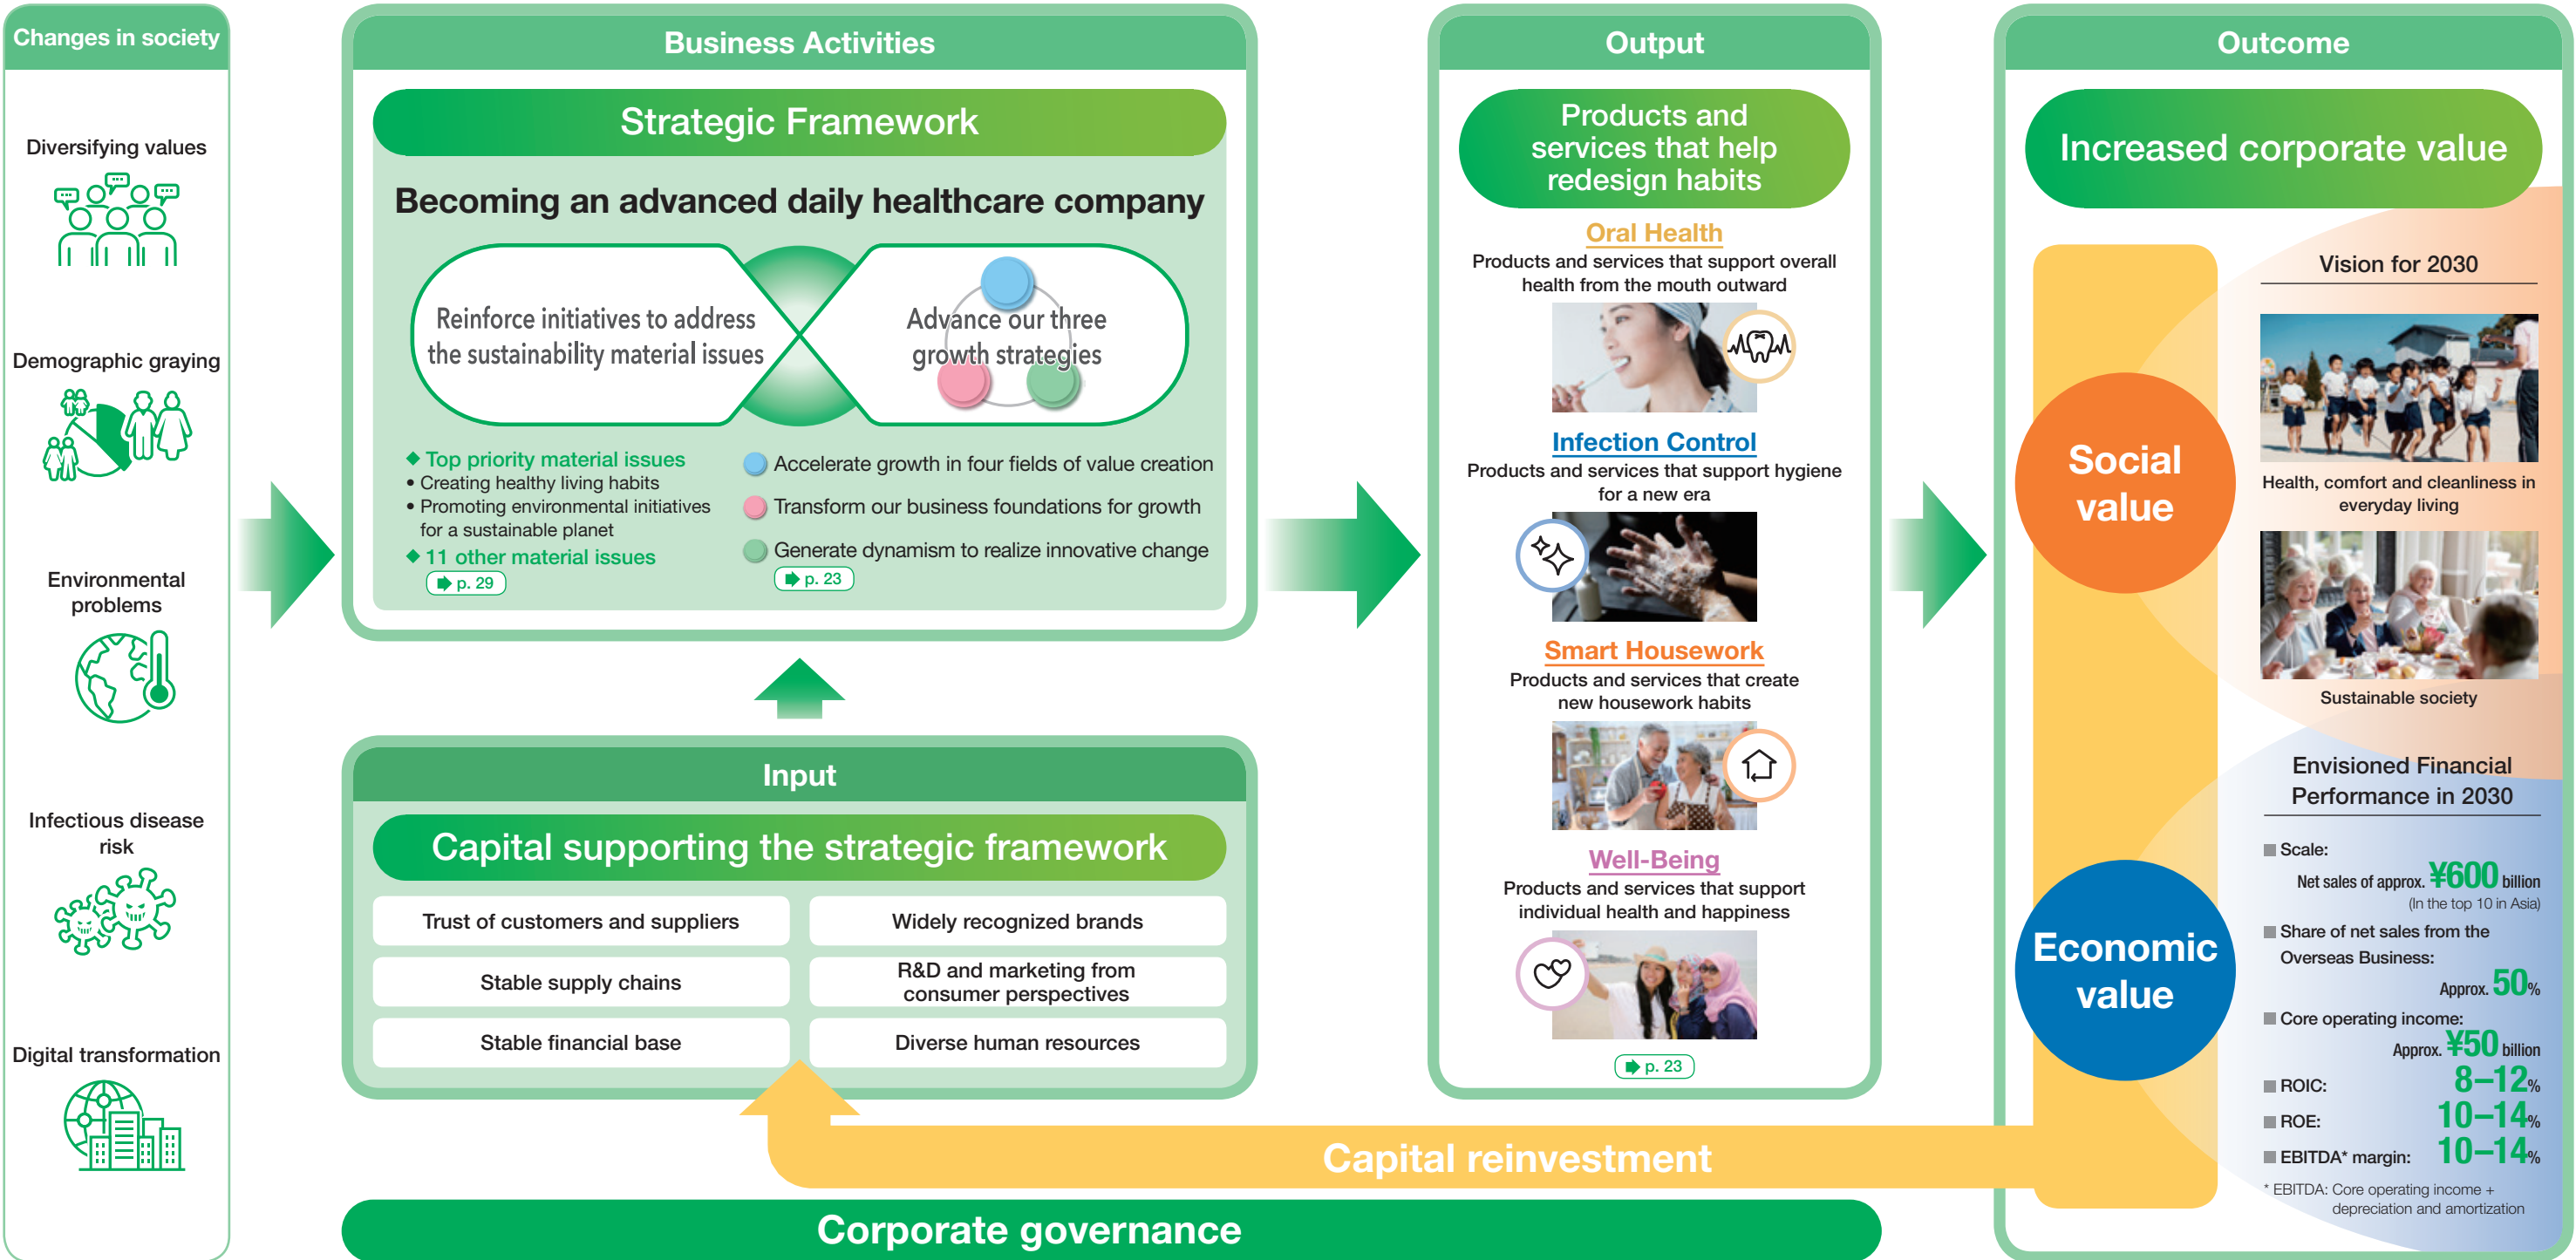 Changes in society
Diversifying values
Demographic graying
Environmental
problems
Infectious disease
risk
Digital transformation
Business Activities
Strategic Framework
Becoming an advanced daily healthcare company
Reinforce initiatives to address
the sustainability material issues
Advance our three
growth strategies
◆ Top priority material issues
• Creating healthy living habits
• Promoting environmental initiatives
for a sustainable planet
◆ 11 other material issues
p. 29
Accelerate growth in four fields of value creation
Transform our business foundations for growth
Generate dynamism to realize innovative change
p. 23
Input
Capital supporting the strategic framework
Trust of customers and suppliers
Widely recognized brands
Stable supply chains
R&D and marketing from
consumer perspectives
Stable financial base
Diverse human resources
Output
Products and
services that help
redesign habits
Oral Health
Products and services that support overall
health from the mouth outward
Infection Control
Products and services that support hygiene
for a new era
Smart Housework
Products and services that create
new housework habits
Well-Being
Products and services that support
individual health and happiness
p. 23
Outcome
Increased corporate value
Social
value
Vision for 2030
Health, comfort and cleanliness in
everyday living
Sustainable society
Economic
value
Envisioned Financial
Performance in 2030
■ Scale:
Net sales of approx. ¥600 billion
(In the top 10 in Asia)
■ Share of net sales from the
Overseas Business:
Approx. 50%
■ Core operating income:
Approx. ¥50 billion
■ ROIC: 8–12%
■ ROE: 10–14%
■ EBITDA* margin: 10–14%
* EBITDA: Core operating income +
depreciation and amortization
Capital reinvestment
Corporate governance